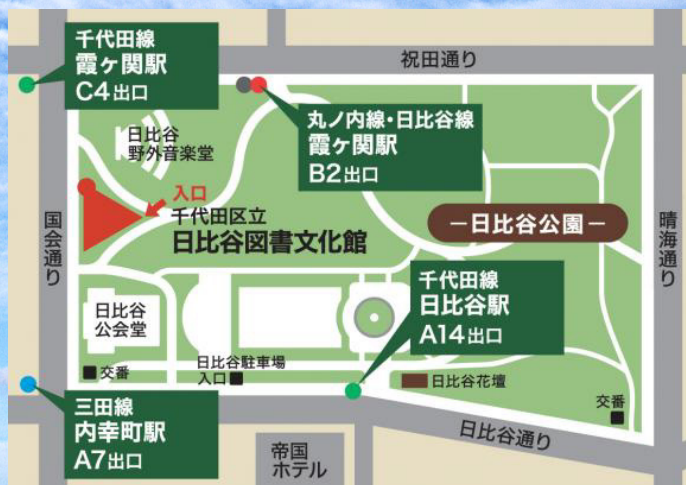 千代田線
霞ヶ関駅
C4出口
祝田通り
丸ノ内線・日比谷線
霞ヶ関駅
B2出口
日比谷
野外音楽堂
入口
千代田区立
日比谷図書文化館
ー日比谷公園ー
国会通り
晴海通り
千代田線
日比谷駅
A14出口
日比谷
公会堂
日比谷駐車場
入口
交番
日比谷花壇
交番
三田線
内幸町駅
A7出口
日比谷通り
帝国
ホテル